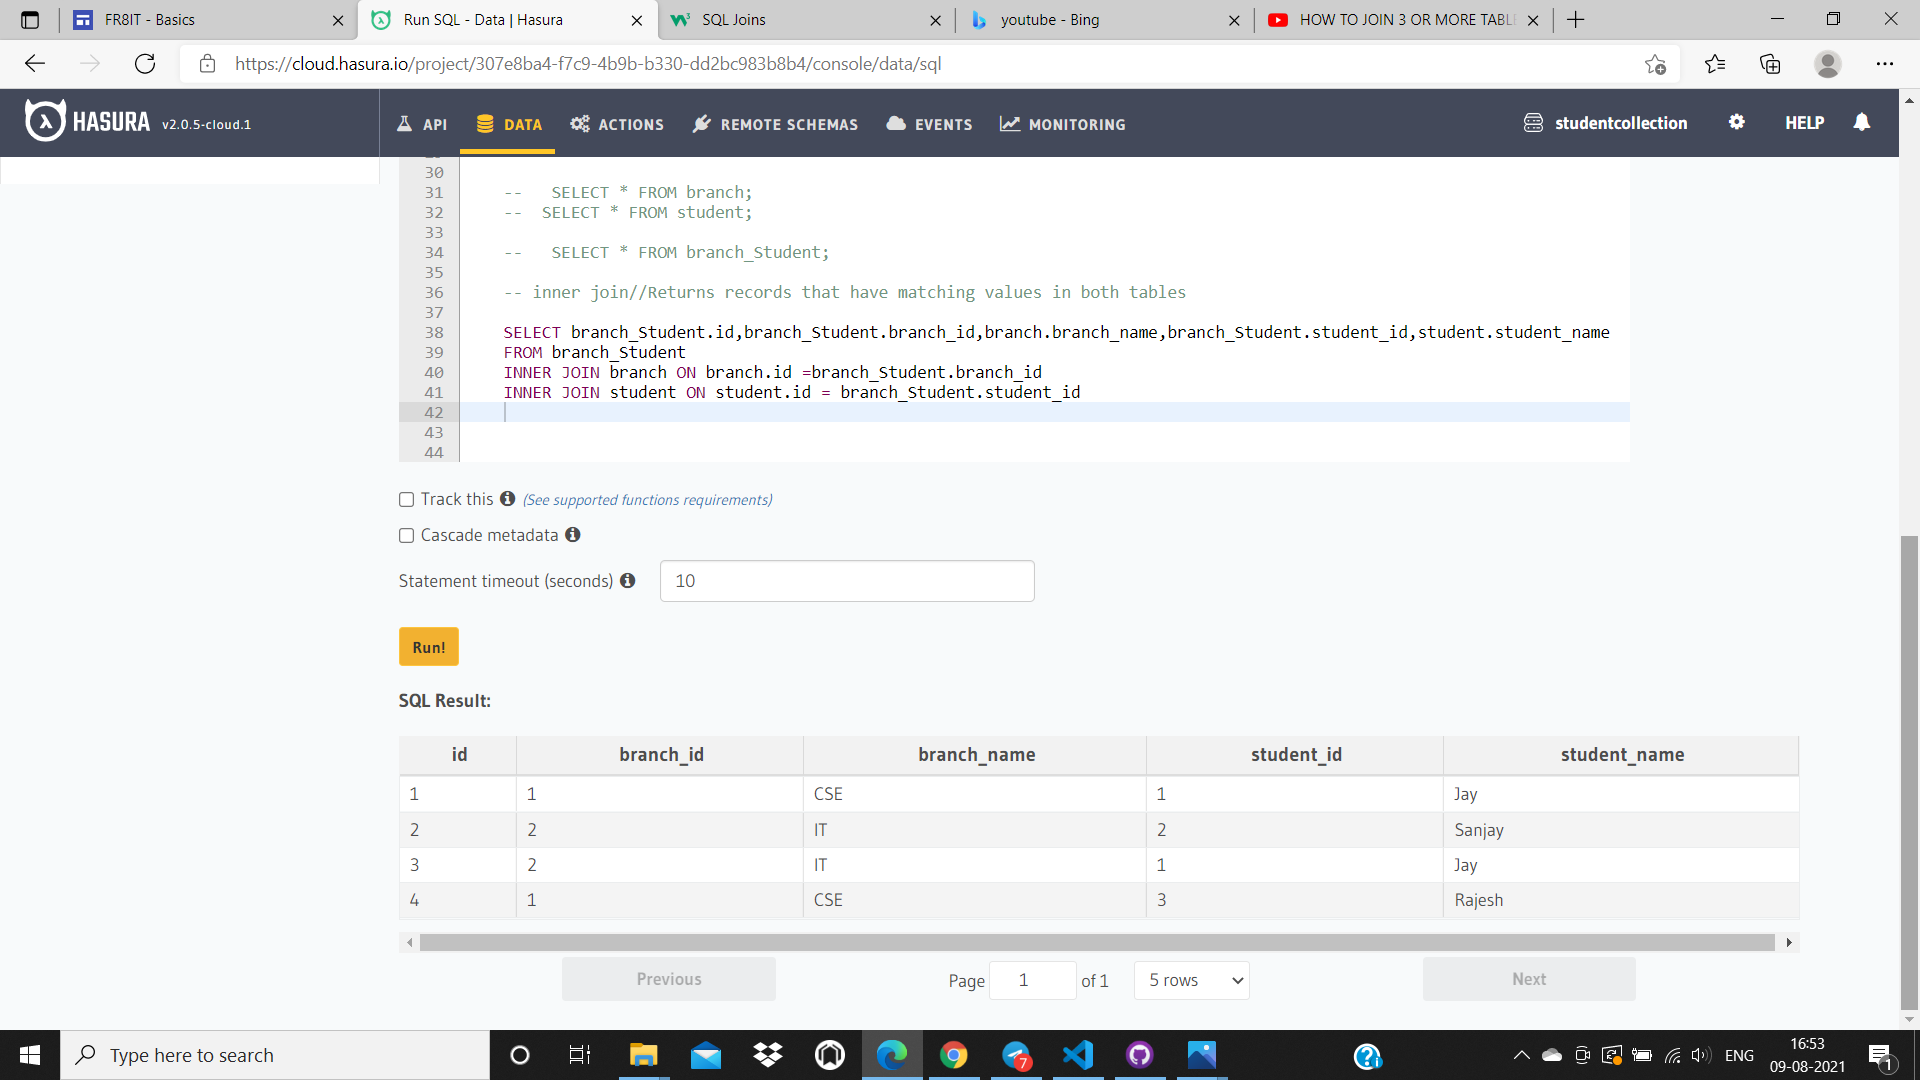 FR8IT - Basics
Run SQL - Data | Hasura
SQL Joins
youtube - Bing
HOW TO JOIN 3 OR MORE TABL
https://cloud.hasura.io/project/307e8ba4-f7c9-4b9b-b330-dd2bc983b8b4/console/data/sql
HASURA v2.0.5-cloud.1
API
DATA
ACTIONS
REMOTE SCHEMAS
EVENTS
MONITORING
studentcollection
HELP
30
31 -- SELECT * FROM branch;
32 -- SELECT * FROM student;
33
34 -- SELECT * FROM branch_Student;
35
36 -- inner join//Returns records that have matching values in both tables
37
38 SELECT branch_Student.id,branch_Student.branch_id,branch.branch_name,branch_Student.student_id,student.student_name
39 FROM branch_Student
40 INNER JOIN branch ON branch.id =branch_Student.branch_id
41 INNER JOIN student ON student.id = branch_Student.student_id
42
43
44
Track this (See supported functions requirements)
Cascade metadata
Statement timeout (seconds) 10
Run!
SQL Result:
id branch_id branch_name student_id student_name
1 1 CSE 1 Jay
2 2 IT 2 Sanjay
3 2 IT 1 Jay
4 1 CSE 3 Rajesh
Previous Page 1 of 1 5 rows Next
Type here to search
7
ENG
16:53
09-08-2021
1